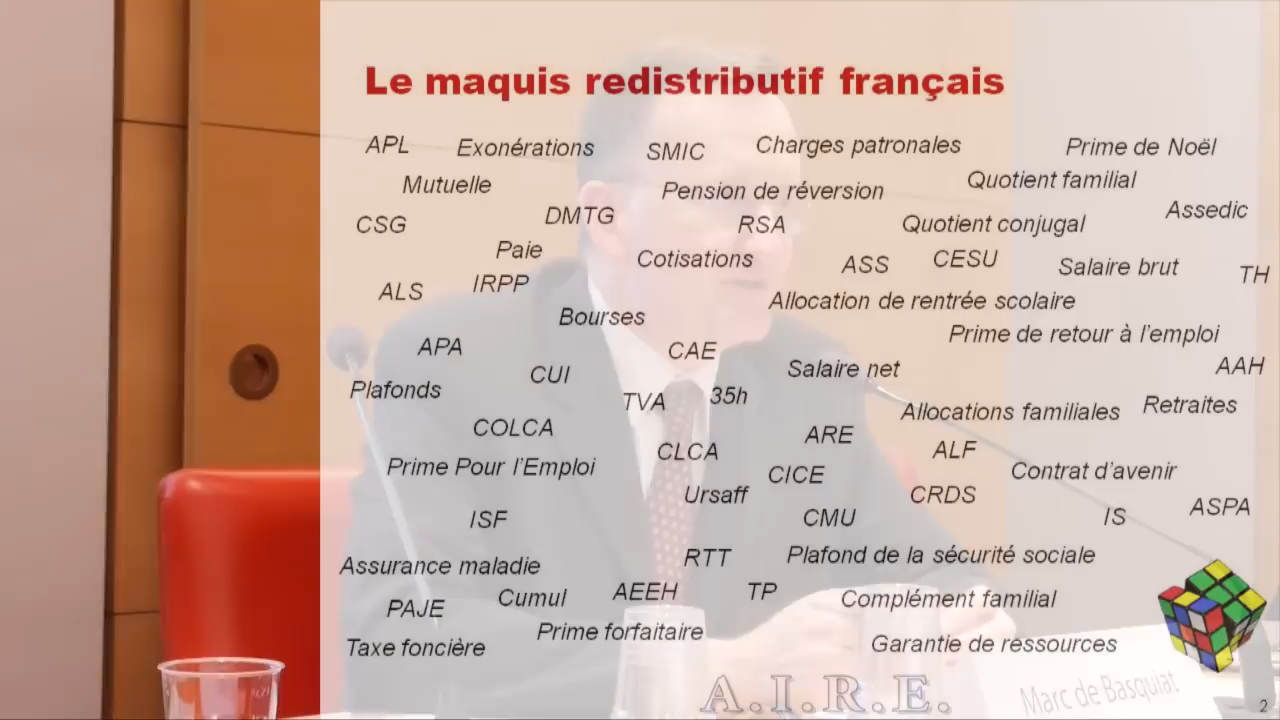 Le maquis redistributif français
APL Exonérations SMIC Charges patronales Prime de Noël
Mutuelle Pension de réversion Quotient familial
CSG DMTG RSA Quotient conjugal Assedic
Paie Cotisations ASS CESU Salaire brut TH
ALS IRPP Allocation de rentrée scolaire
Bourses Prime de retour à l'emploi
APA CAE Salaire net AAH
Plafonds CUI TVA 35h Allocations familiales Retraites
COLCA CLCA ARE ALF
Prime Pour l'Emploi CICE Contrat d'avenir
Ursaff CRDS
ISF CMU IS ASPA
Assurance maladie RTT Plafond de la sécurité sociale
PAJE Cumul AEEH TP Complément familial
Taxe foncière Prime forfaitaire Garantie de ressources
A.I.R.E. Marc de Basquiat
2